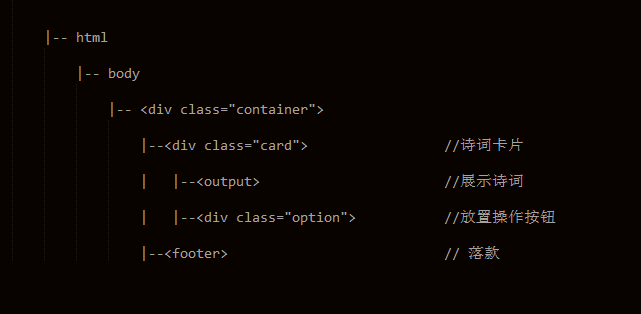 |-- html
|-- body
|-- <div class="container">
|--<div class="card"> //诗词卡片
| |--<output> //展示诗词
| |--<div class="option"> //放置操作按钮
|--<footer> // 落款